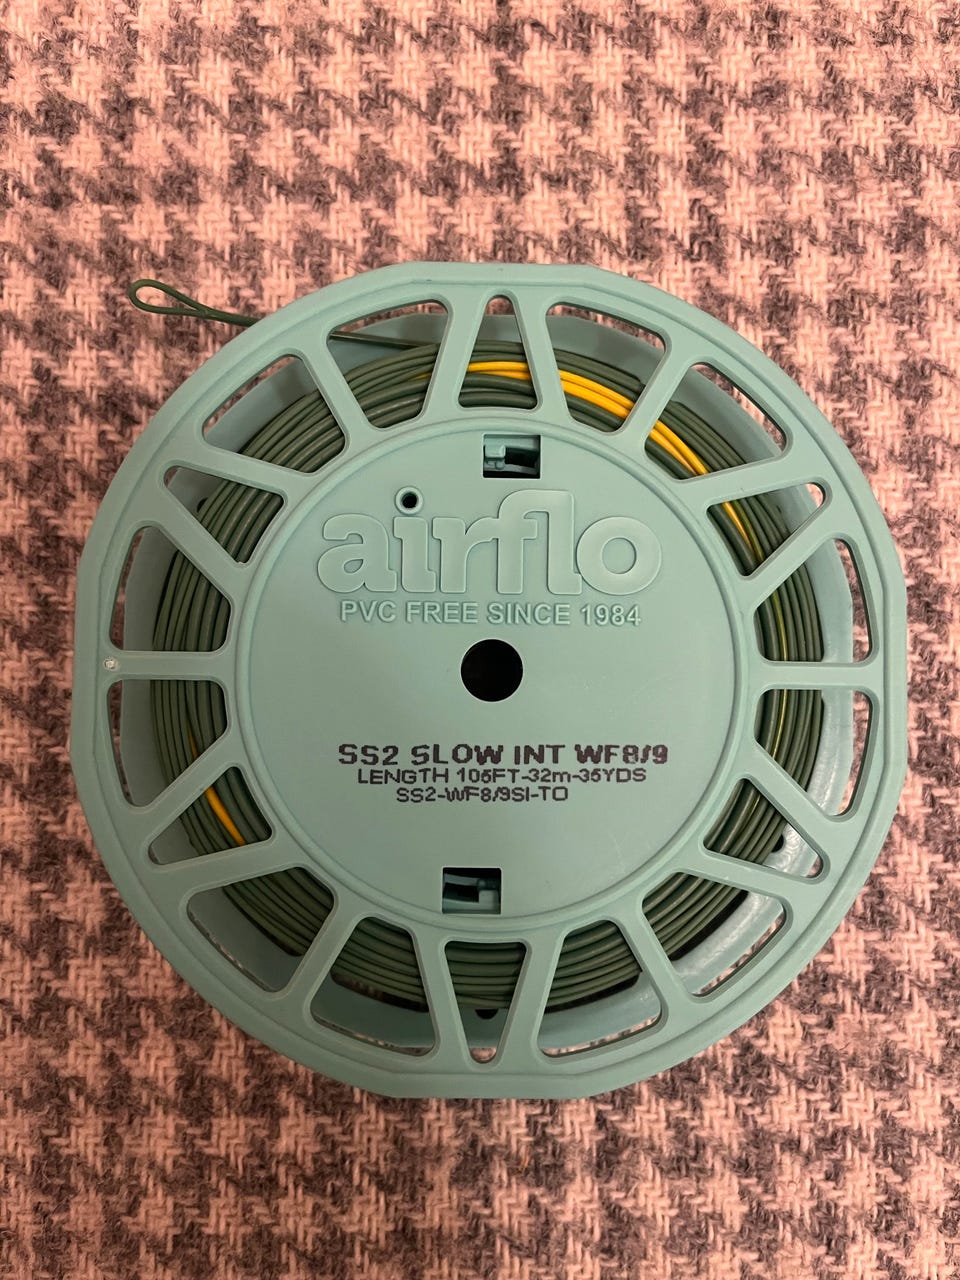 airflo
PVC FREE SINCE 1984
SS2 SLOW INT WF8/9
LENGTH 105FT-32m-35YDS
SS2-WF8/9SI-TO